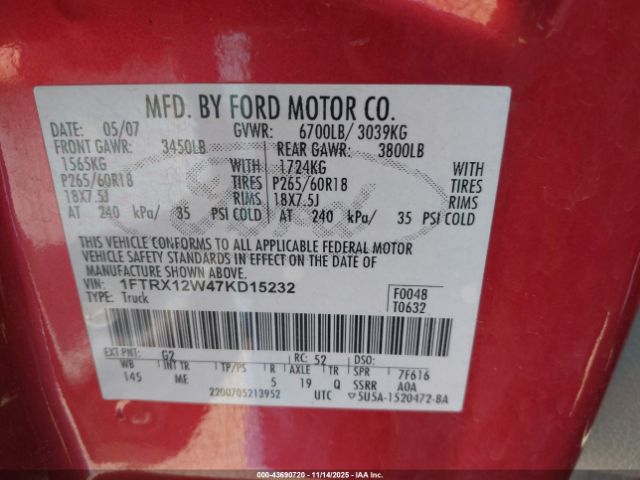 MFD. BY FORD MOTOR CO.
DATE: 05/07 GVWR: 6700LB/ 3039KG
FRONT GAWR: 3450LB REAR GAWR: 3800LB
1565KG WITH 1724KG WITH
P265/60R18 TIRES P265/60R18 TIRES
18X7.5J RIMS 18X7.5J RIMS
AT 240 kPa/ 35 PSI COLD AT 240 kPa/ 35 PSI COLD
THIS VEHICLE CONFORMS TO ALL APPLICABLE FEDERAL MOTOR
VEHICLE SAFETY STANDARDS IN EFFECT ON THE DATE OF
MANUFACTURE SHOWN ABOVE.
VIN: 1FTRX12W47KD15232 F0048
TYPE: Truck T0632
EXT PNT: G2 RC: 52 DSO:
WB INT TR TP/PS R AXLE TR SPR 7F616
145 ME 5 19 Q SSRR A0A
2200705213952 UTC ▽5U5A-1520472-BA
Ford
000 - 43690720 - 11/14/2025 - IAAI.COM